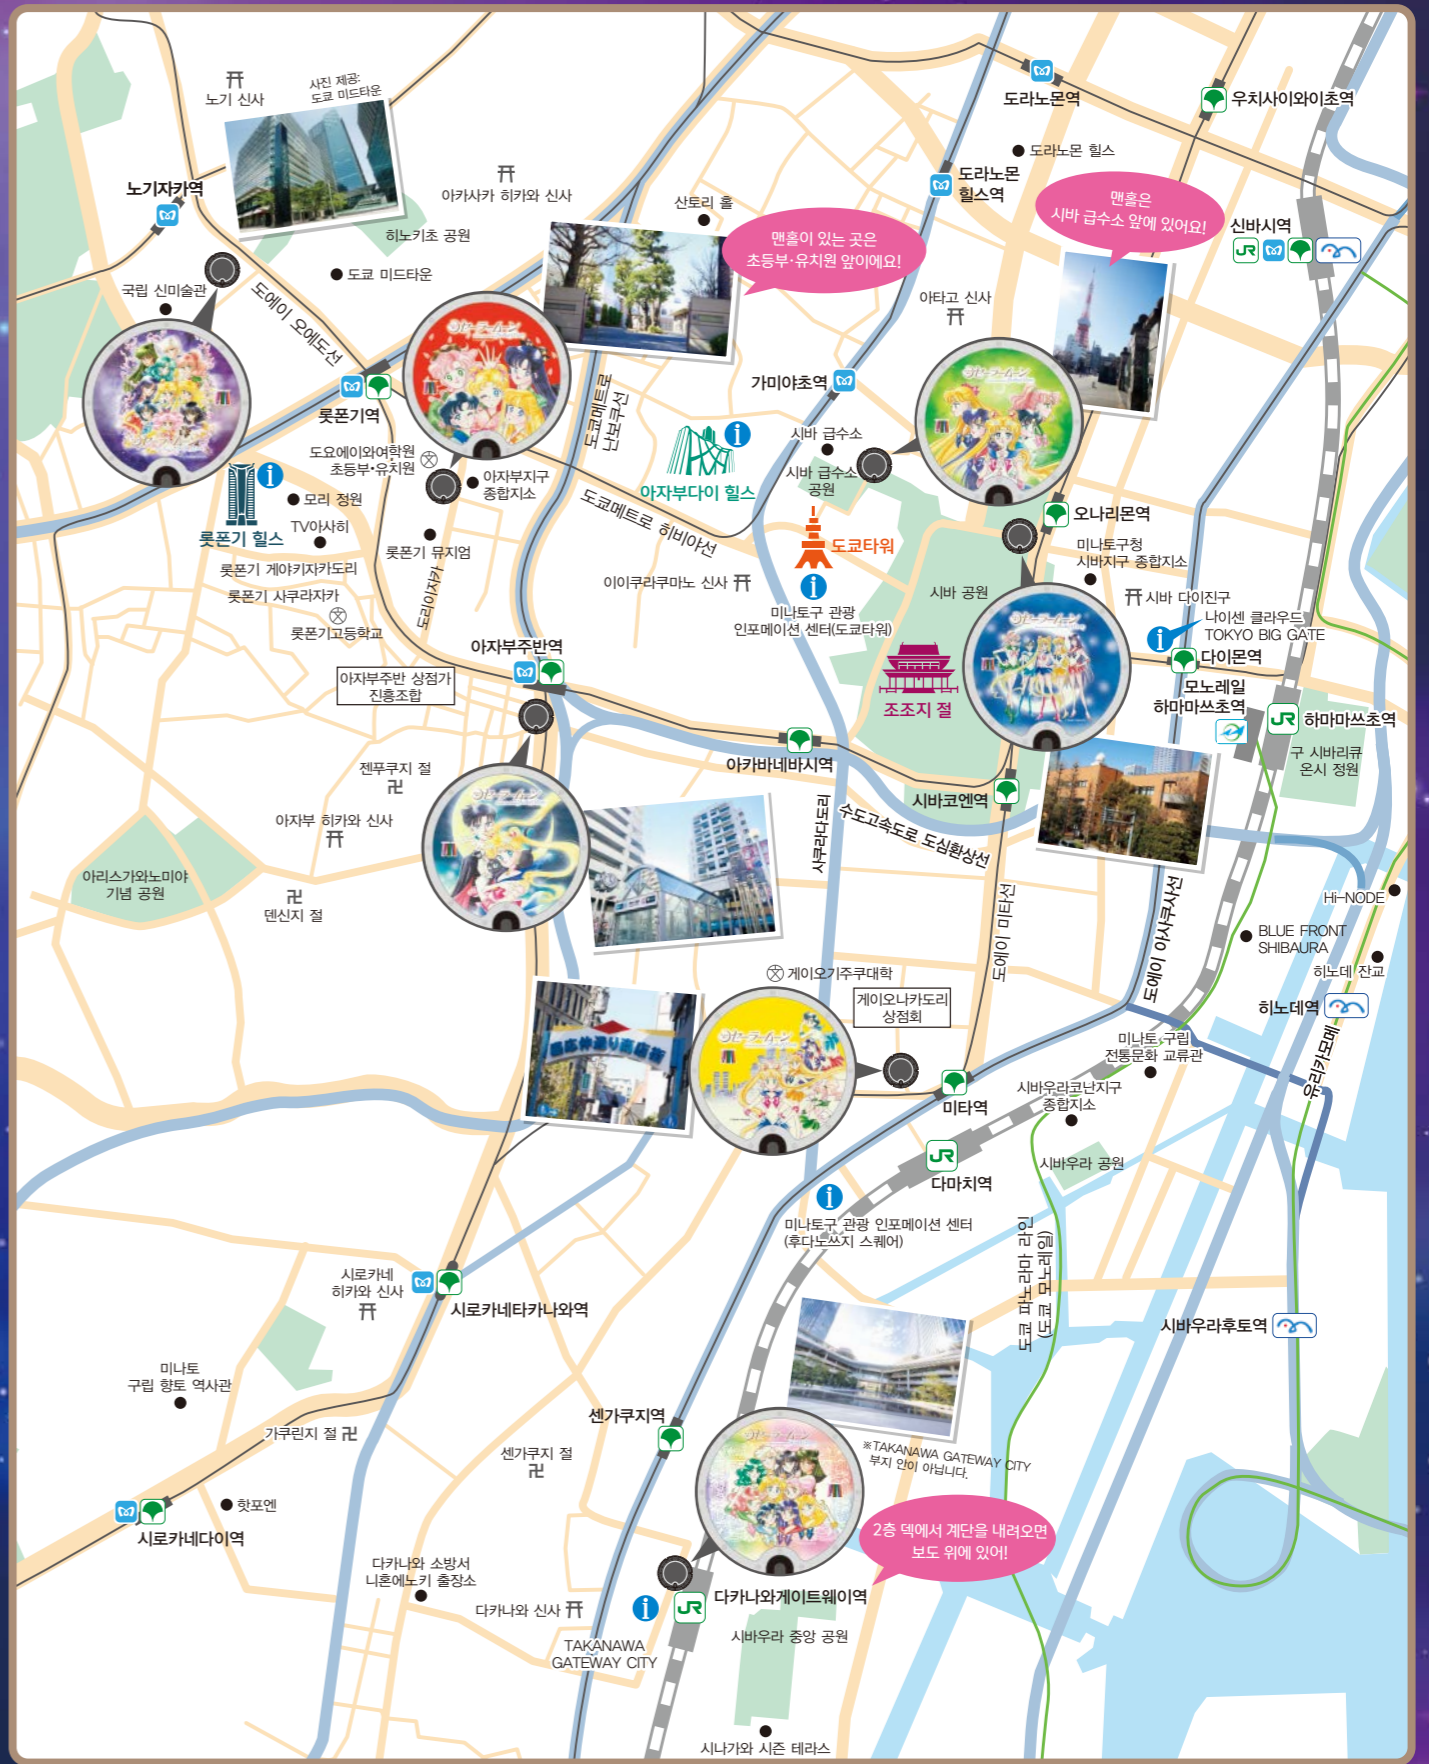 노기 신사
사진 제공:
도쿄 미드타운
도라노몬역
우치사이와이초역
도라노몬 힐스
노기자카역
아카사카 히카와 신사
산토리 홀
도라노몬
힐스역
맨홀은
시바 급수소 앞에 있어요!
신바시역
히노키초 공원
맨홀이 있는 곳은
초등부·유치원 앞이에요!
도쿄 미드타운
국립 신미술관
도에이 오에도선
아타고 신사
롯폰기역
가미야초역
도쿄메트로
난보쿠선
도요에이와여학원
초등부·유치원
아자부지구
종합지소
시바 급수소
시바 급수소
공원
아자부다이 힐스
모리 정원
롯폰기 힐스
TV아사히
도쿄메트로 히비야선
도쿄타워
오나리몬역
롯폰기 뮤지엄
미나토구청
시바지구 종합지소
롯폰기 게야키자카도리
롯폰기 사쿠라자카
도리이자카
이이쿠라쿠마노 신사
시바 공원
시바 다이진구
롯폰기고등학교
미나토구 관광
인포메이션 센터(도쿄타워)
나이센 클라우드
TOKYO BIG GATE
아자부주반역
다이몬역
아자부주반 상점가
진흥조합
조조지 절
모노레일
하마마쓰초역
JR
하마마쓰초역
구 시바리큐
온시 정원
아카바네바시역
젠푸쿠지 절
시바코엔역
아자부 히카와 신사
사쿠라다도리
수도고속도로 도심환상선
아리스가와노미야
기념 공원
덴신지 절
도에이 미타선
도에이 아사쿠사선
Hi-NODE
BLUE FRONT
SHIBAURA
히노데 잔교
게이오기주쿠대학
게이오나카도리
상점회
히노데역
미나토 구립
전통문화 교류관
유리카모메
시바우라코난지구
종합지소
미타역
JR
다마치역
시바우라 공원
미나토구 관광 인포메이션 센터
(후다노쓰지 스퀘어)
도쿄 파노라마 라인
(도쿄 모노레일)
시로카네
히카와 신사
시로카네타카나와역
시바우라후토역
미나토
구립 향토 역사관
센가쿠지역
가쿠린지 절
센가쿠지 절
※TAKANAWA GATEWAY CITY
부지 안이 아닙니다.
핫포엔
시로카네다이역
2층 덱에서 계단을 내려오면
보도 위에 있어!
다카나와 소방서
니혼에노키 출장소
다카나와 신사
JR
다카나와게이트웨이역
시바우라 중앙 공원
TAKANAWA
GATEWAY CITY
시나가와 시즌 테라스